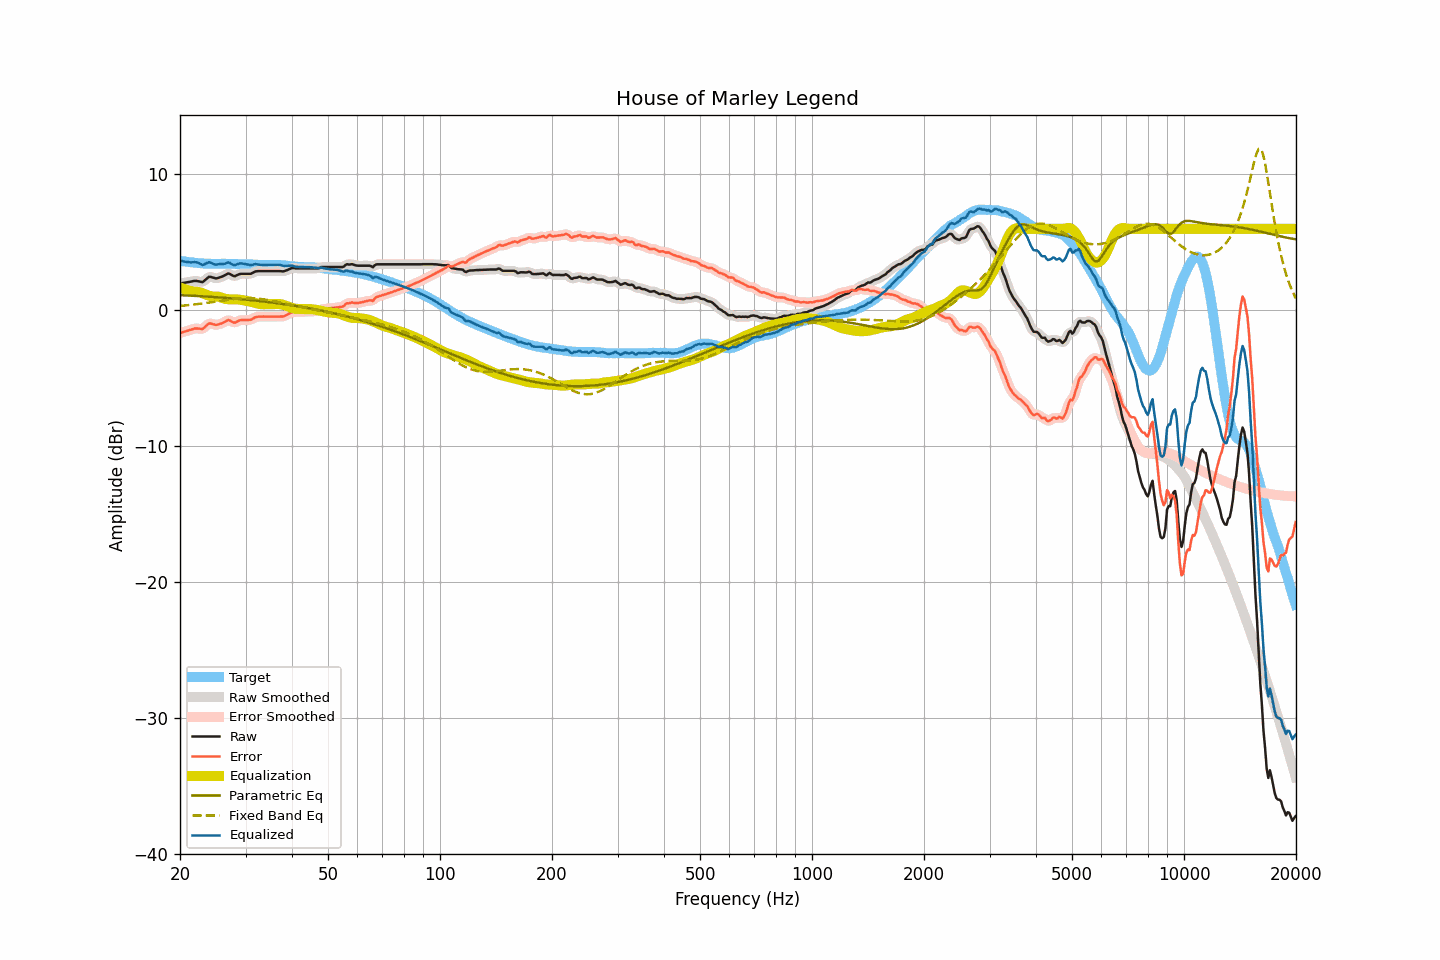 House of Marley Legend
Amplitude (dBr)
10
0
−10
−20
−30
−40
Target
Raw Smoothed
Error Smoothed
Raw
Error
Equalization
Parametric Eq
Fixed Band Eq
Equalized
20 50 100 200 500 1000 2000 5000 10000 20000
Frequency (Hz)